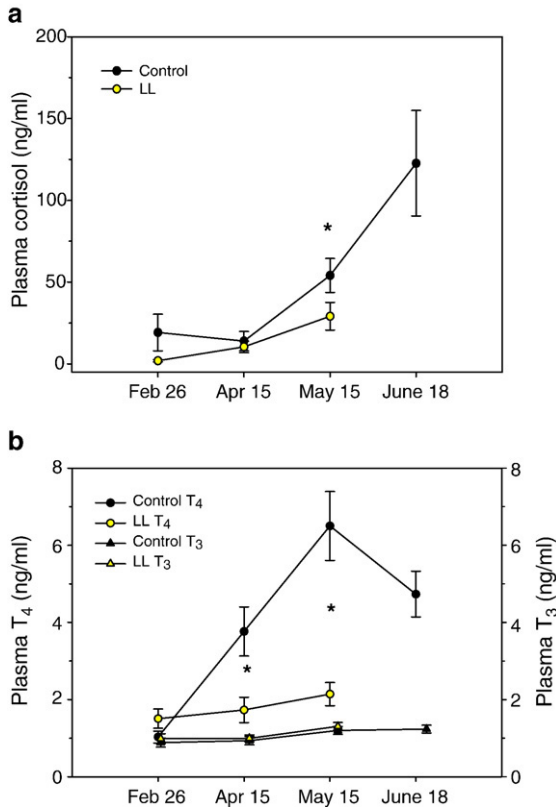 a
200
150
100
50
0
Plasma cortisol (ng/ml)
Control
LL
*
Feb 26 Apr 15 May 15 June 18
b
8
6
4
2
0
Plasma T4 (ng/ml)
Control T4
LL T4
Control T3
LL T3
*
*
8
6
4
2
0
Plasma T3 (ng/ml)
Feb 26 Apr 15 May 15 June 18